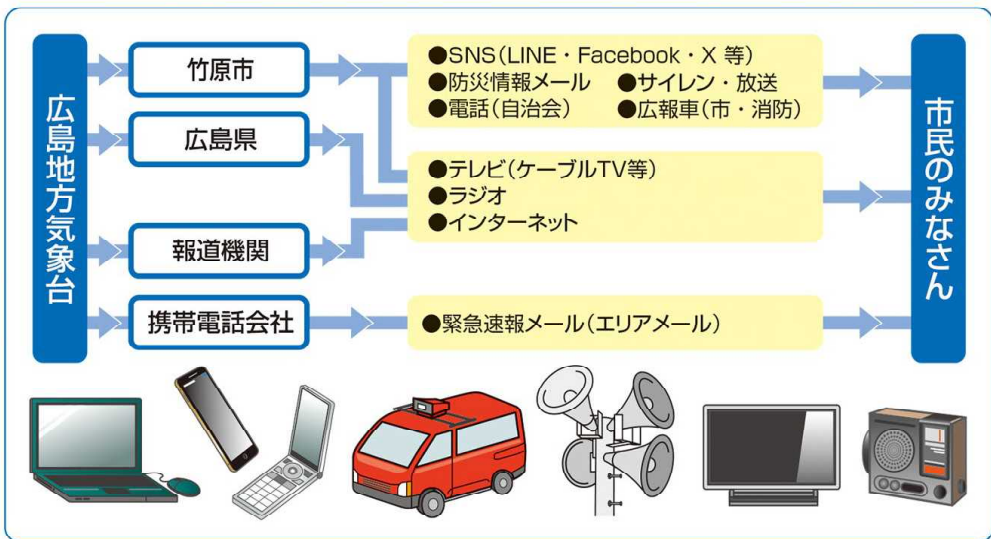 広島地方気象台
竹原市
広島県
報道機関
携帯電話会社
●SNS(LINE・Facebook・X 等)
●防災情報メール ●サイレン・放送
●電話(自治会) ●広報車(市・消防)
●テレビ(ケーブルTV等)
●ラジオ
●インターネット
●緊急速報メール(エリアメール)
市民のみなさん